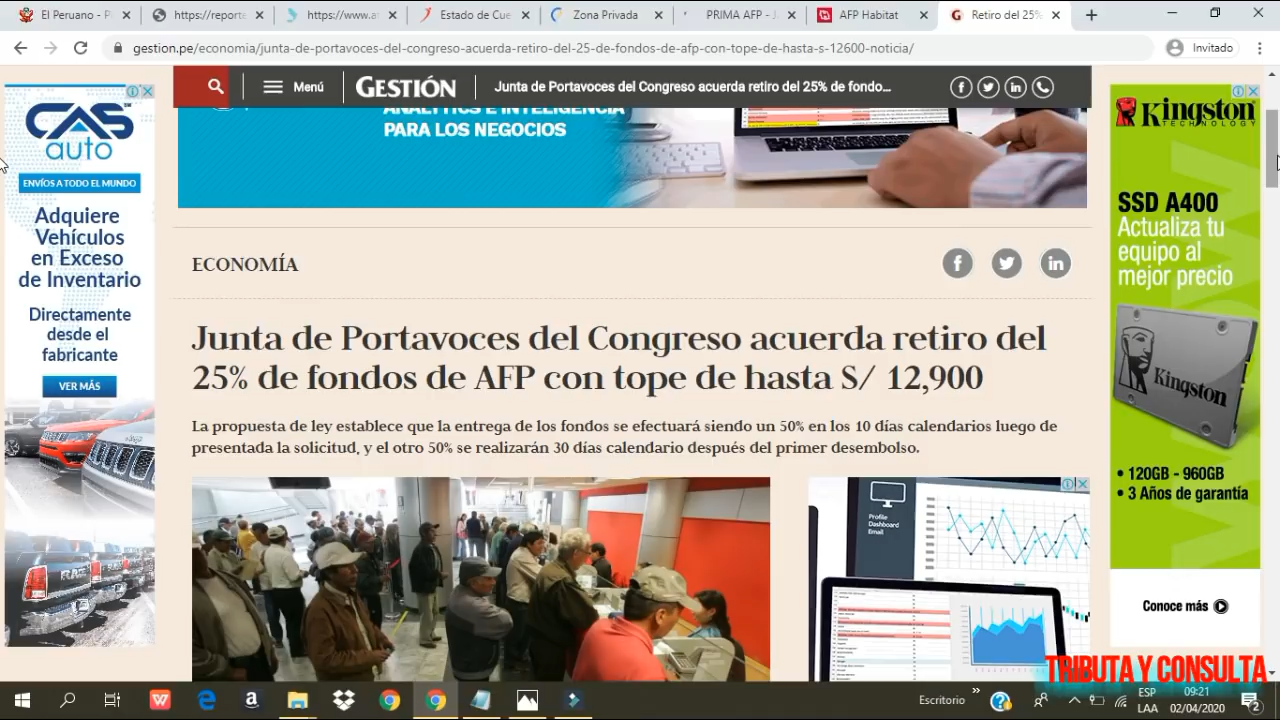 El Peruano - P
https://reporte
https://www.a
Estado de Cue
Zona Privada
PRIMA AFP - J
AFP Habitat
Retiro del 25%
gestion.pe/economia/junta-de-portavoces-del-congreso-acuerda-retiro-del-25-de-fondos-de-afp-con-tope-de-hasta-s-12600-noticia/
Invitado
Menú
GESTIÓN
Junta de Portavoces del Congreso acuerda retiro del 25% de fondo...
PARA LOS NEGOCIOS
CAS
auto
ENVÍOS A TODO EL MUNDO
Adquiere
Vehículos
en Exceso
de Inventario
Directamente
desde el
fabricante
VER MÁS
ECONOMÍA
Junta de Portavoces del Congreso acuerda retiro del
25% de fondos de AFP con tope de hasta S/ 12,900
La propuesta de ley establece que la entrega de los fondos se efectuará siendo un 50% en los 10 días calendarios luego de
presentada la solicitud, y el otro 50% se realizarán 30 días calendario después del primer desembolso.
Profile
Dashboard
Email
Kingston
TECHNOLOGY
SSD A400
Actualiza tu
equipo al
mejor precio
Kingston
• 120GB - 960GB
• 3 Años de garantía
Conoce más
TRIBUTA Y CONSULTA
Escritorio
ESP
LAA
09:21
02/04/2020
2